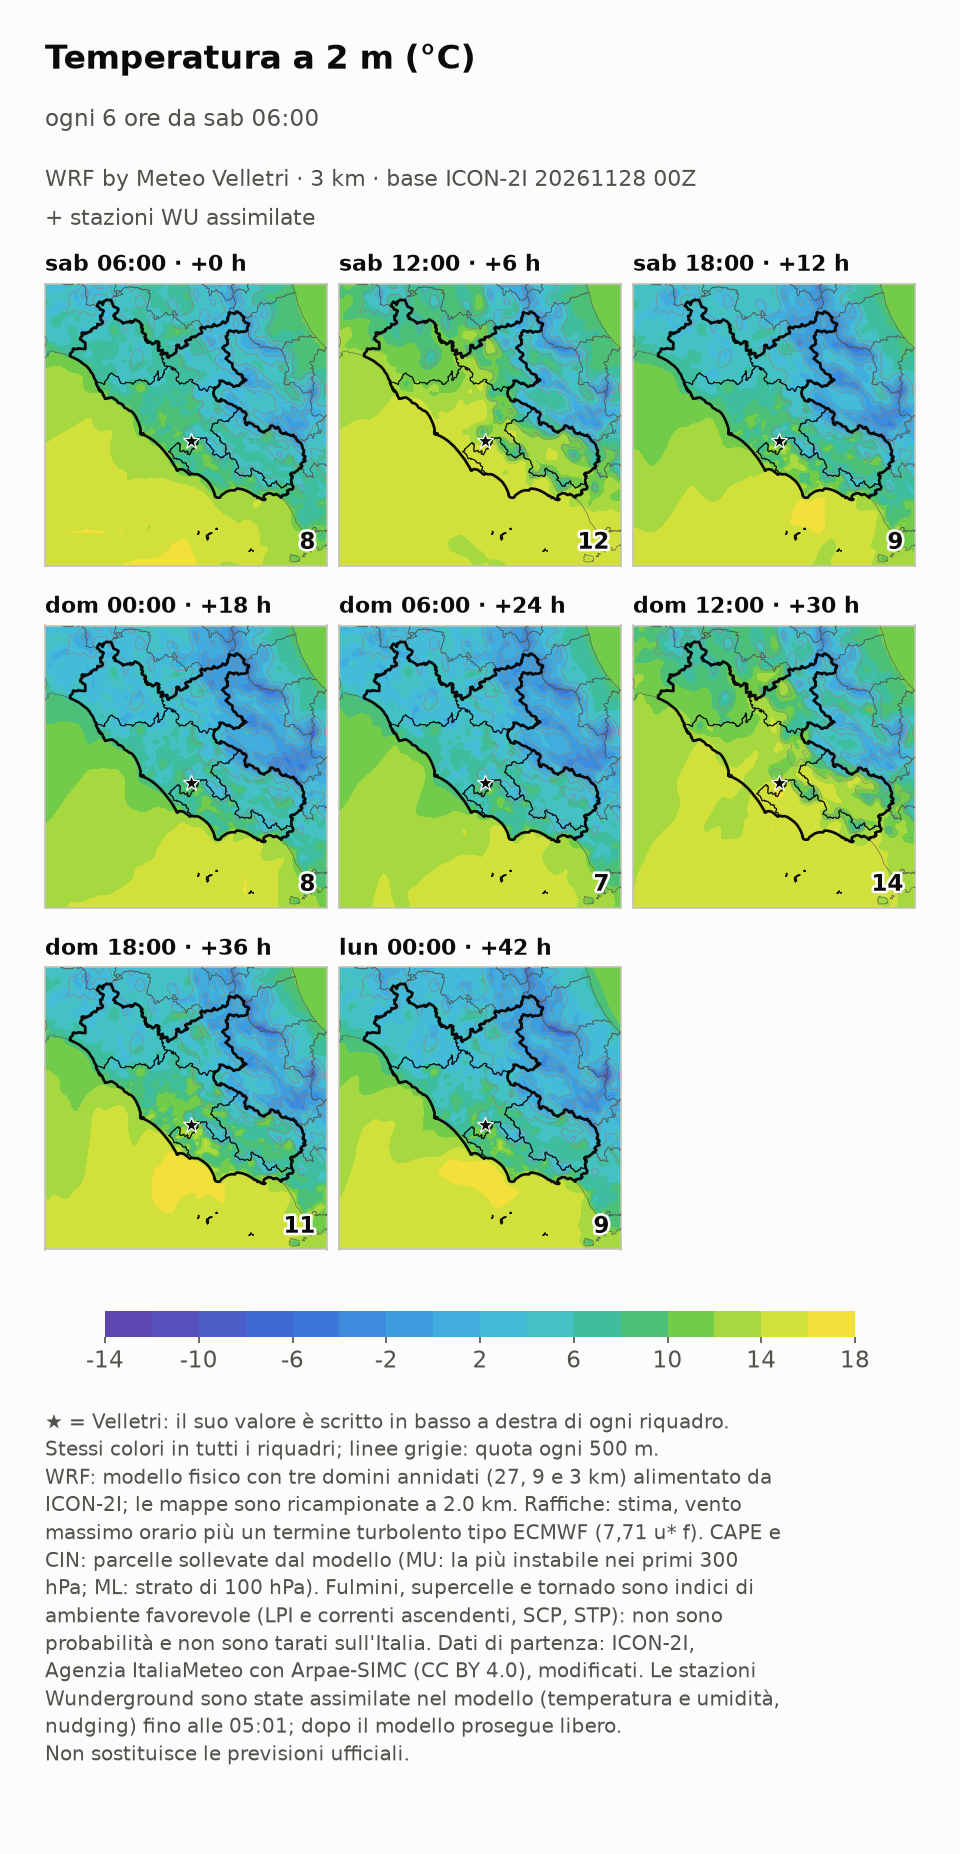 Temperatura a 2 m (°C)
ogni 6 ore da sab 06:00
WRF by Meteo Velletri · 3 km · base ICON-2I 20261128 00Z
+ stazioni WU assimilate
sab 06:00 · +0 h
sab 12:00 · +6 h
sab 18:00 · +12 h
8
12
9
dom 00:00 · +18 h
dom 06:00 · +24 h
dom 12:00 · +30 h
8
7
14
dom 18:00 · +36 h
lun 00:00 · +42 h
11
9
-14 -10 -6 -2 2 6 10 14 18
★ = Velletri: il suo valore è scritto in basso a destra di ogni riquadro.
Stessi colori in tutti i riquadri; linee grigie: quota ogni 500 m.
WRF: modello fisico con tre domini annidati (27, 9 e 3 km) alimentato da
ICON-2I; le mappe sono ricampionate a 2.0 km. Raffiche: stima, vento
massimo orario più un termine turbolento tipo ECMWF (7,71 u* f). CAPE e
CIN: parcelle sollevate dal modello (MU: la più instabile nei primi 300
hPa; ML: strato di 100 hPa). Fulmini, supercelle e tornado sono indici di
ambiente favorevole (LPI e correnti ascendenti, SCP, STP): non sono
probabilità e non sono tarati sull'Italia. Dati di partenza: ICON-2I,
Agenzia ItaliaMeteo con Arpae-SIMC (CC BY 4.0), modificati. Le stazioni
Wunderground sono state assimilate nel modello (temperatura e umidità,
nudging) fino alle 05:01; dopo il modello prosegue libero.
Non sostituisce le previsioni ufficiali.